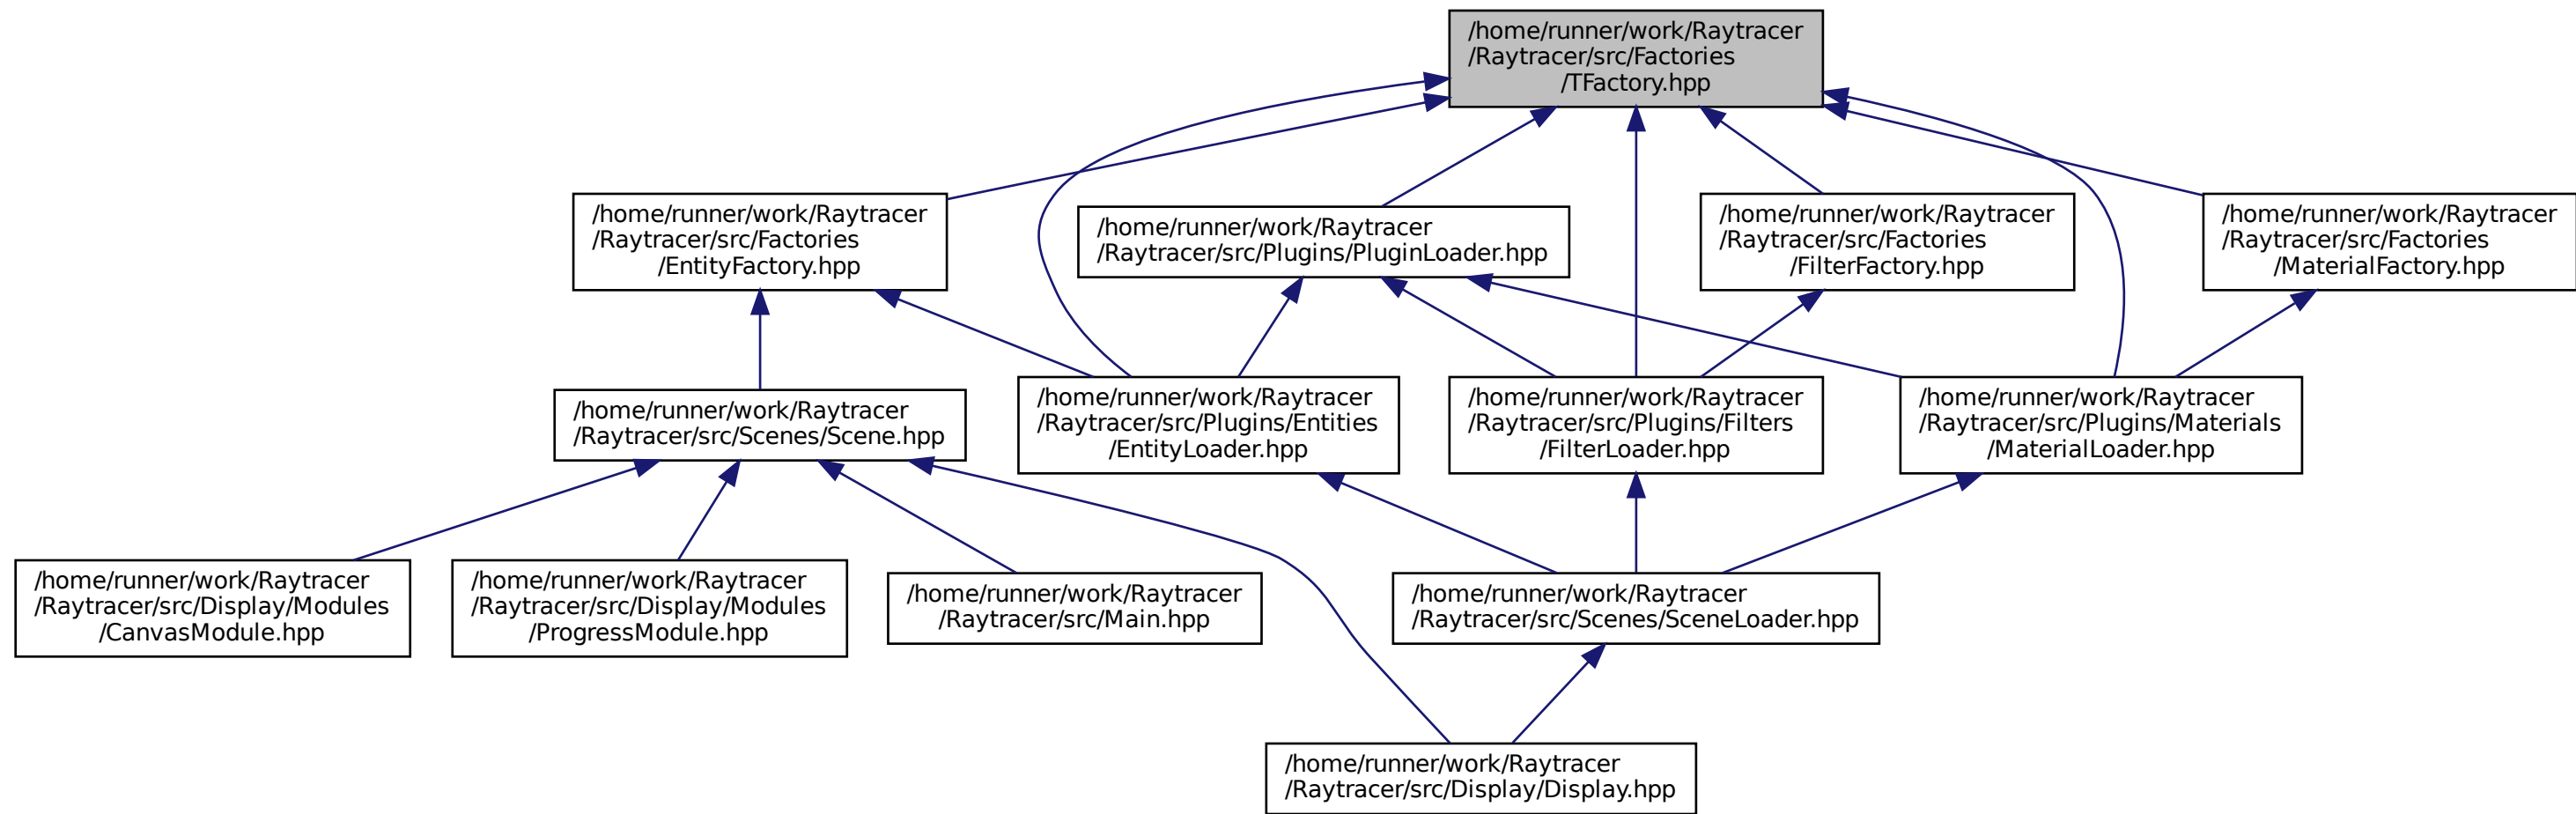 /home/runner/work/Raytracer
/Raytracer/src/Factories
/TFactory.hpp
/home/runner/work/Raytracer
/Raytracer/src/Factories
/EntityFactory.hpp
/home/runner/work/Raytracer
/Raytracer/src/Plugins/PluginLoader.hpp
/home/runner/work/Raytracer
/Raytracer/src/Factories
/FilterFactory.hpp
/home/runner/work/Raytracer
/Raytracer/src/Factories
/MaterialFactory.hpp
/home/runner/work/Raytracer
/Raytracer/src/Scenes/Scene.hpp
/home/runner/work/Raytracer
/Raytracer/src/Plugins/Entities
/EntityLoader.hpp
/home/runner/work/Raytracer
/Raytracer/src/Plugins/Filters
/FilterLoader.hpp
/home/runner/work/Raytracer
/Raytracer/src/Plugins/Materials
/MaterialLoader.hpp
/home/runner/work/Raytracer
/Raytracer/src/Display/Modules
/CanvasModule.hpp
/home/runner/work/Raytracer
/Raytracer/src/Display/Modules
/ProgressModule.hpp
/home/runner/work/Raytracer
/Raytracer/src/Main.hpp
/home/runner/work/Raytracer
/Raytracer/src/Scenes/SceneLoader.hpp
/home/runner/work/Raytracer
/Raytracer/src/Display/Display.hpp